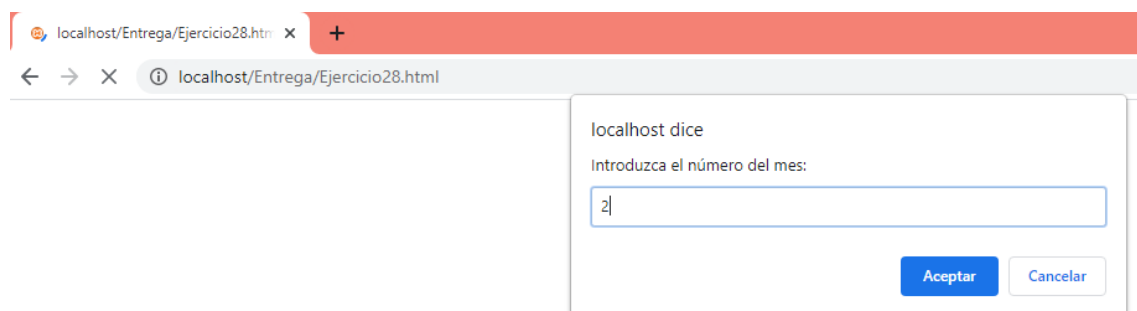 localhost/Entrega/Ejercicio28.htm
localhost/Entrega/Ejercicio28.html
localhost dice
Introduzca el número del mes:
2
Aceptar Cancelar